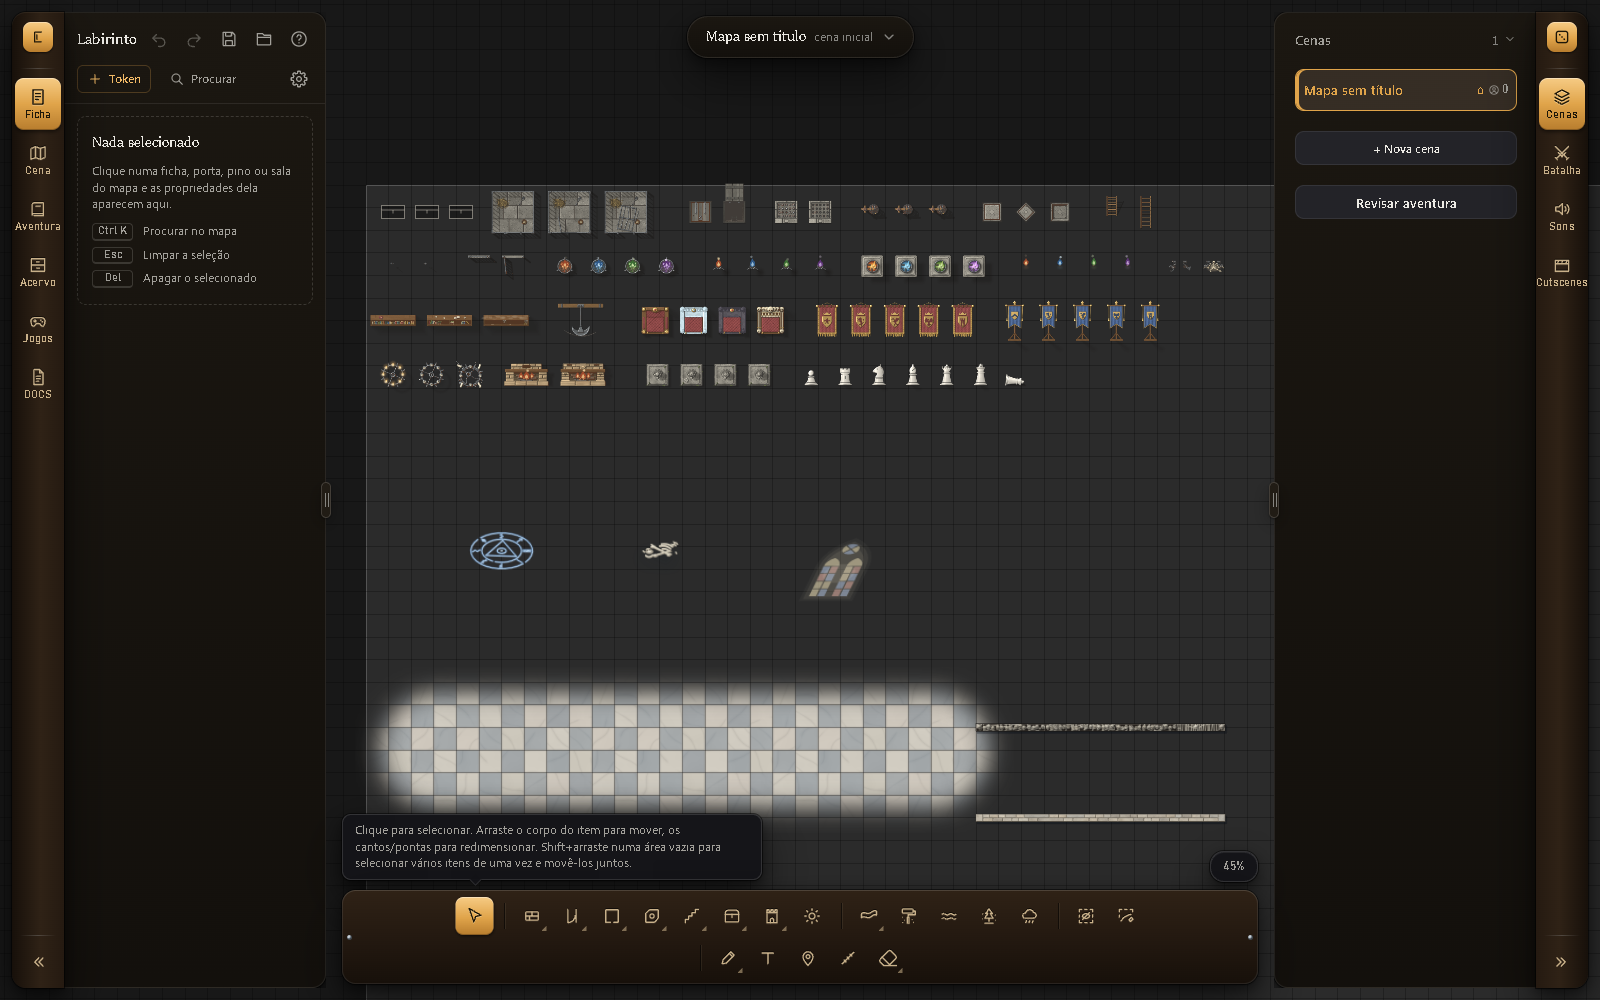 Labirinto
Token
Procurar
Nada selecionado
Clique numa ficha, porta, pino ou sala
do mapa e as propriedades dela
aparecem aqui.
Ctrl K Procurar no mapa
Esc Limpar a seleção
Del Apagar o selecionado
Ficha
Cena
Aventura
Acervo
Jogos
DOCS
Mapa sem título cena inicial
Clique para selecionar. Arraste o corpo do item para mover, os
cantos/pontas para redimensionar. Shift+arraste numa área vazia para
selecionar vários itens de uma vez e movê-los juntos.
45%
Cenas 1
Mapa sem título 0
+ Nova cena
Revisar aventura
Cenas
Batalha
Sons
Cutscenes